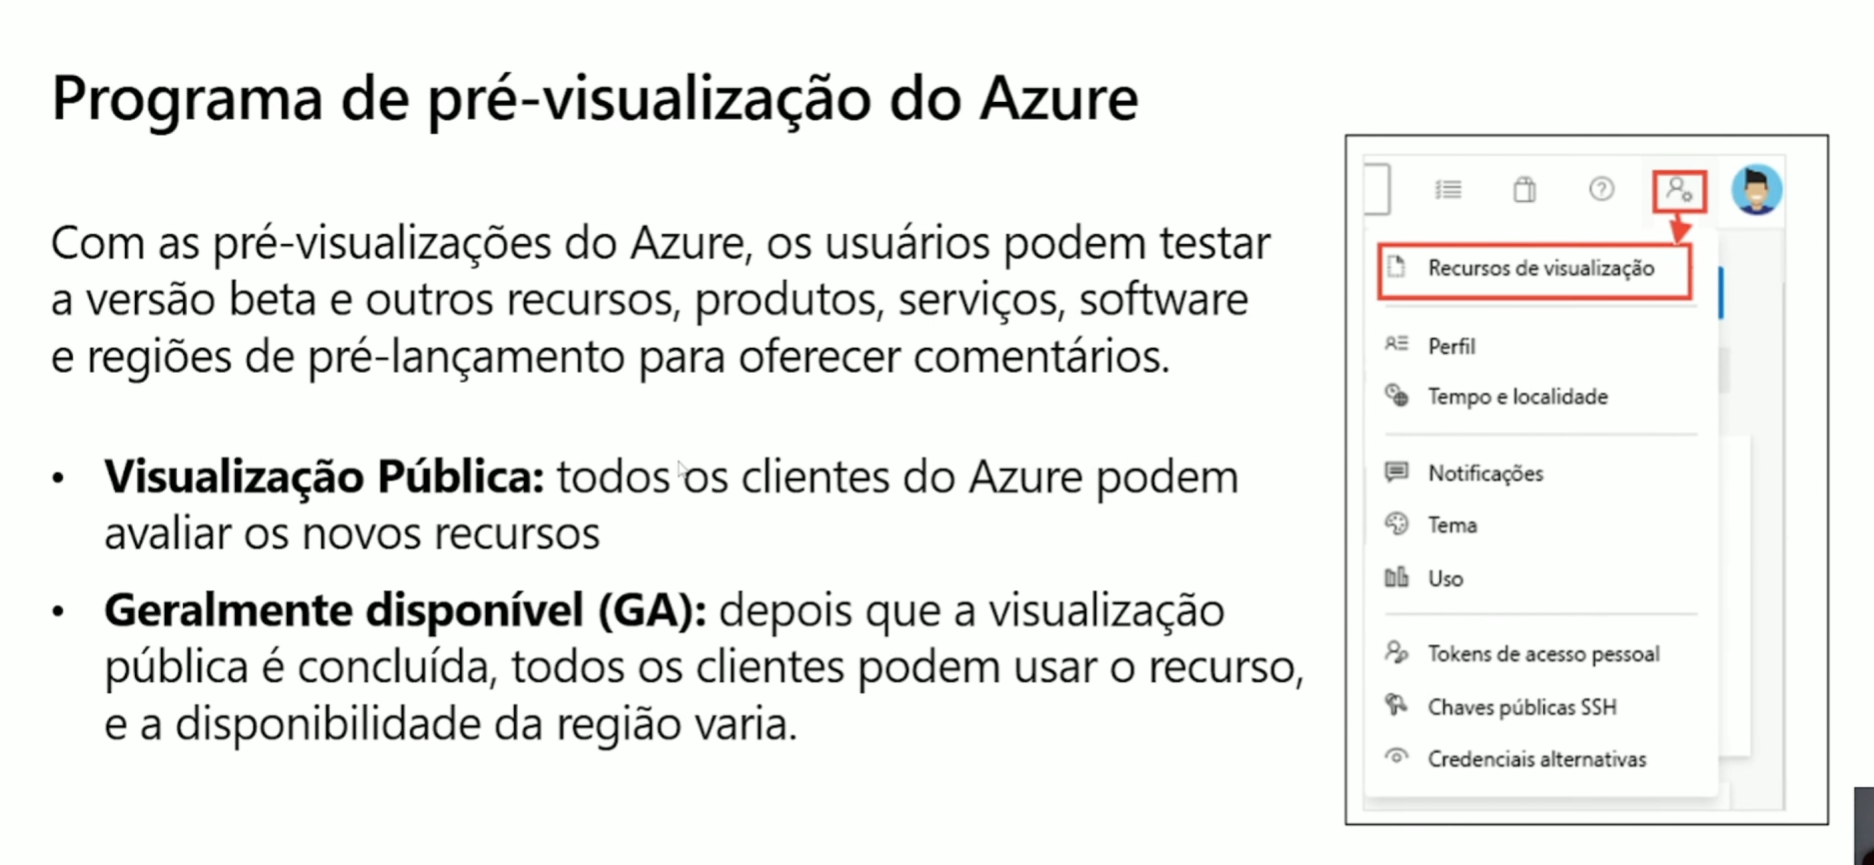 Programa de pré-visualização do Azure
Com as pré-visualizações do Azure, os usuários podem testar
a versão beta e outros recursos, produtos, serviços, software
e regiões de pré-lançamento para oferecer comentários.
• Visualização Pública: todos os clientes do Azure podem
avaliar os novos recursos
• Geralmente disponível (GA): depois que a visualização
pública é concluída, todos os clientes podem usar o recurso,
e a disponibilidade da região varia.
Recursos de visualização
Perfil
Tempo e localidade
Notificações
Tema
Uso
Tokens de acesso pessoal
Chaves públicas SSH
Credenciais alternativas